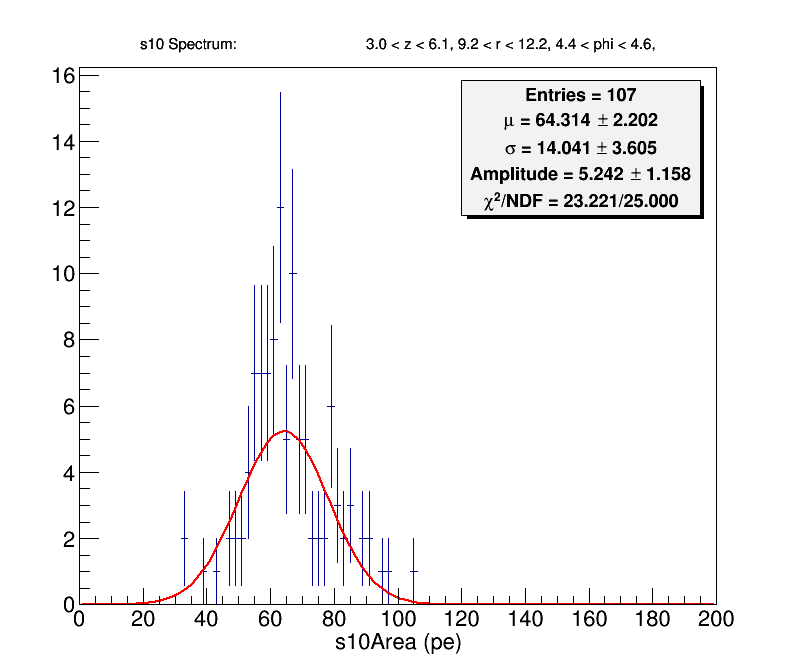 s10 Spectrum: 3.0 < z < 6.1, 9.2 < r < 12.2, 4.4 < phi < 4.6,
Entries = 107
μ = 64.314 ± 2.202
σ = 14.041 ± 3.605
Amplitude = 5.242 ± 1.158
χ²/NDF = 23.221/25.000
16
14
12
10
8
6
4
2
0
0 20 40 60 80 100 120 140 160 180 200
s10Area (pe)